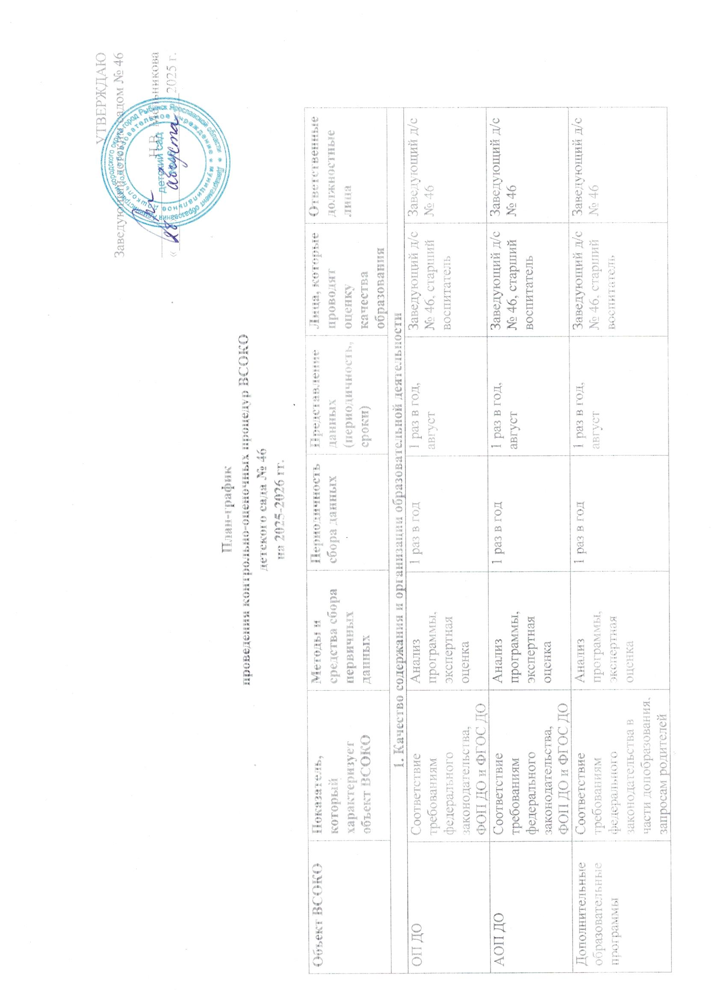 УТВЕРЖДАЮ
Заведующий детским садом № 46
Н.В. Мельникова
«28» августа 2025 г.
Администрации городского округа город Рыбинск Ярославской области * Департамент образования
дошкольное образовательное учреждение * муниципальное
детский сад
План-график
проведения контрольно-оценочных процедур ВСОКО
детского сада № 46
на 2025-2026 гг.
Объект ВСОКО
Показатель,
который
характеризует
объект ВСОКО
Методы и
средства сбора
первичных
данных
Периодичность
сбора данных
Представление
данных
(периодичность,
сроки)
Лица, которые
проводят
оценку
качества
образования
Ответственные
должностные
лица
1. Качество содержания и организации образовательной деятельности
ОП ДО
Соответствие
требованиям
федерального
законодательства,
ФОП ДО и ФГОС ДО
Анализ
программы,
экспертная
оценка
1 раз в год
1 раз в год,
август
Заведующий д/с
№ 46, старший
воспитатель
Заведующий д/с
№ 46
АОП ДО
Соответствие
требованиям
федерального
законодательства,
ФОП ДО и ФГОС ДО
Анализ
программы,
экспертная
оценка
1 раз в год
1 раз в год,
август
Заведующий д/с
№ 46, старший
воспитатель
Заведующий д/с
№ 46
Дополнительные
образовательные
программы
Соответствие
требованиям
федерального
законодательства в
части допобразования,
запросам родителей
Анализ
программы,
экспертная
оценка
1 раз в год
1 раз в год,
август
Заведующий д/с
№ 46, старший
воспитатель
Заведующий д/с
№ 46